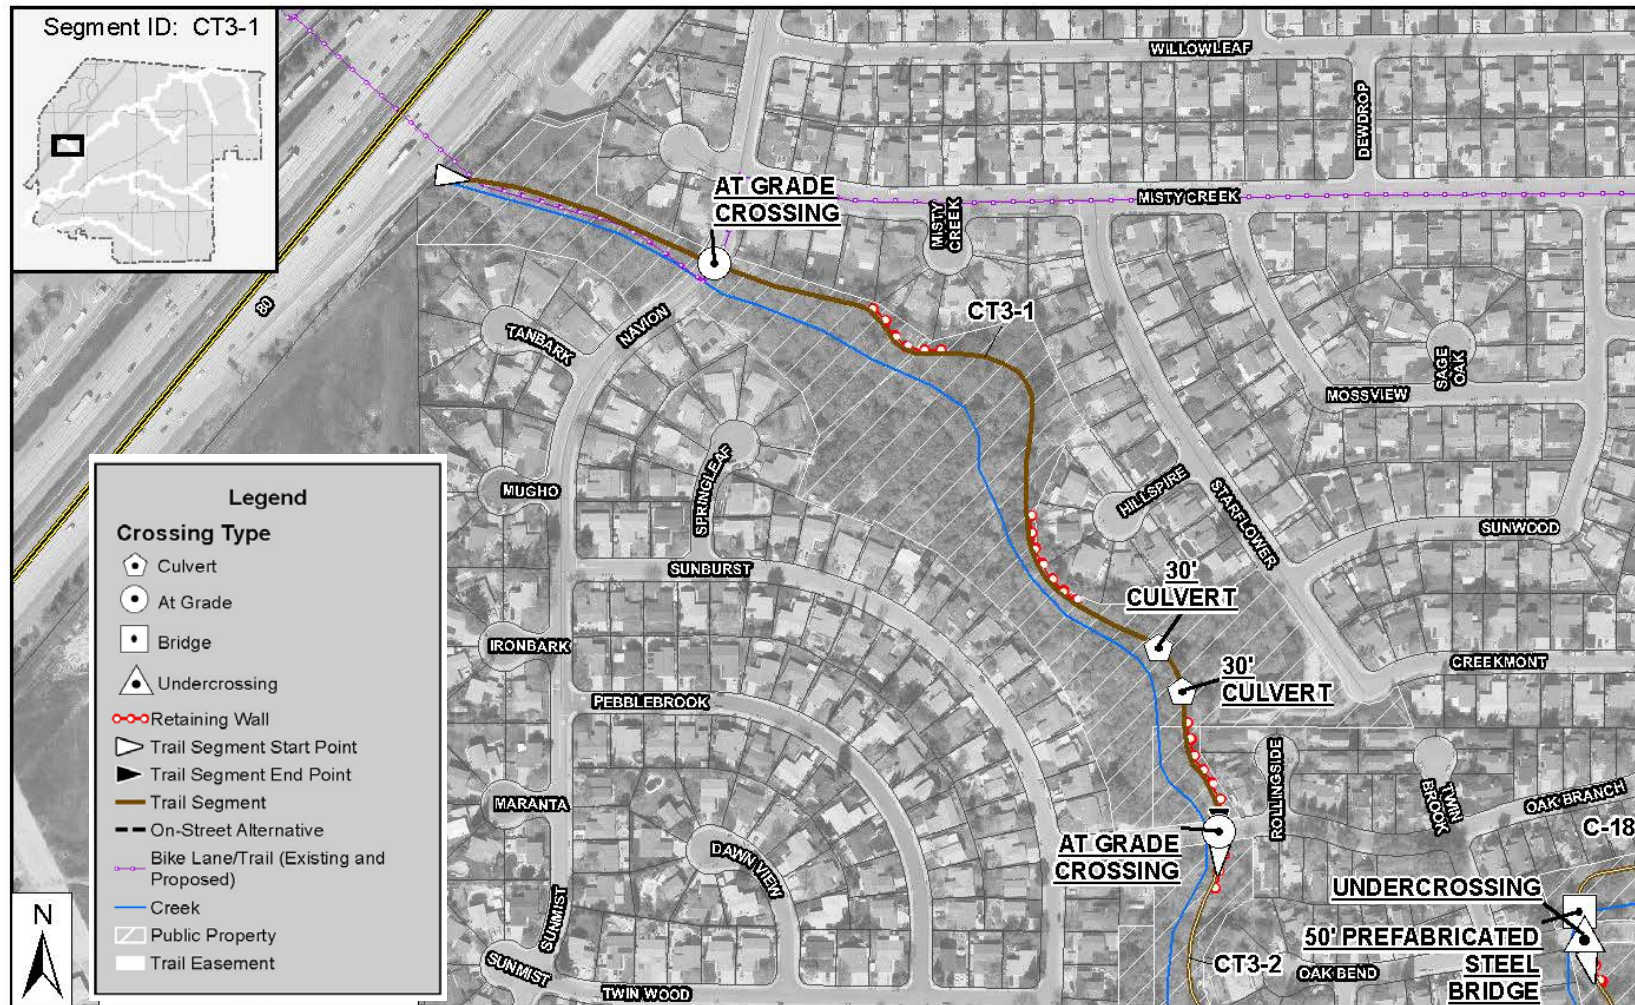 Segment ID: CT3-1
WILLOWLEAF
DEWDROP
AT GRADE
CROSSING
MISTY
CREEK
MISTY CREEK
80
TANBARK
NAVION
CT3-1
SAGE
OAK
MOSSVIEW
MUGHO
SPRINGLEAF
HILLSPIRE
STARFLOWER
SUNWOOD
SUNBURST
30'
CULVERT
IRONBARK
30'
CULVERT
CREEKMONT
PEBBLEBROOK
ROLLINGSIDE
TWIN
BROOK
OAK BRANCH
MARANTA
C-18
AT GRADE
CROSSING
DAWN VIEW
UNDERCROSSING
SUNMIST
50' PREFABRICATED
STEEL
BRIDGE
CT3-2
OAK BEND
SUNMIST
TWIN WOOD
Legend
Crossing Type
Culvert
At Grade
Bridge
Undercrossing
Retaining Wall
Trail Segment Start Point
Trail Segment End Point
Trail Segment
On-Street Alternative
Bike Lane/Trail (Existing and
Proposed)
Creek
Public Property
Trail Easement
N